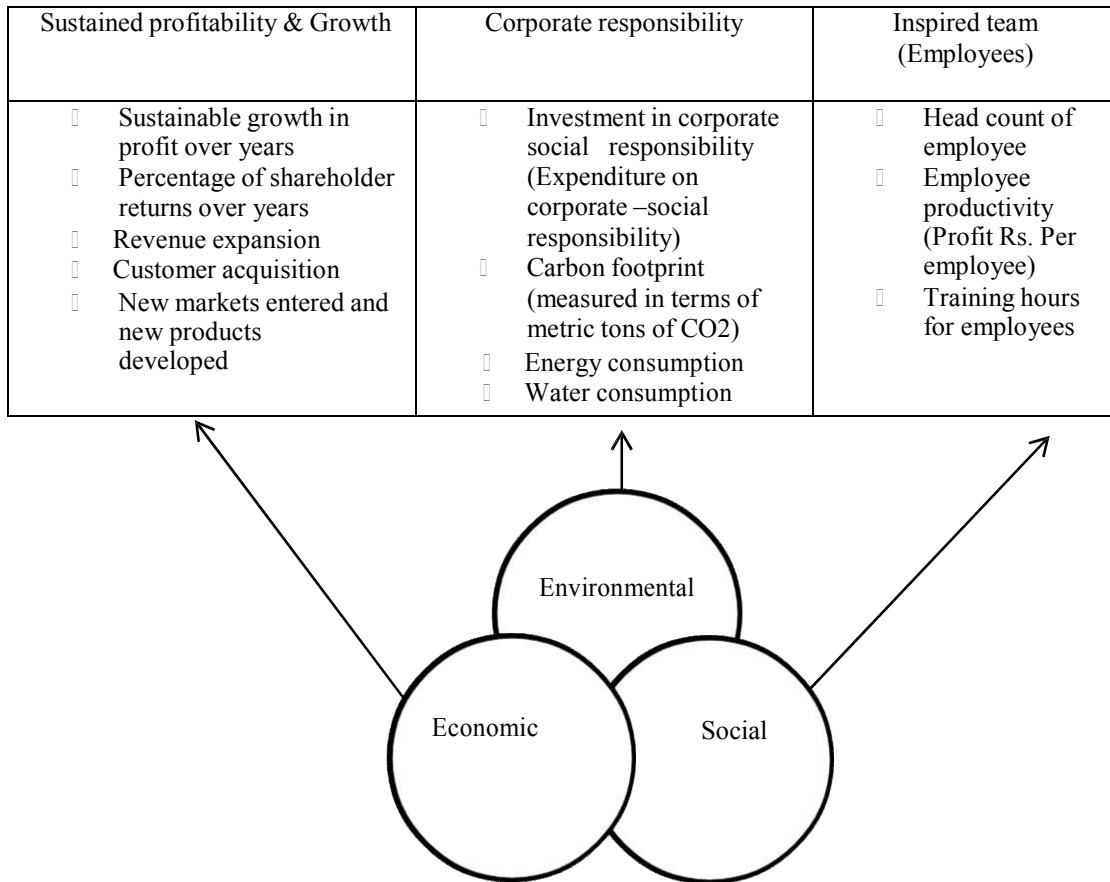 Sustained profitability & Growth
Corporate responsibility
Inspired team
(Employees)
Sustainable growth in
profit over years
Percentage of shareholder
returns over years
Revenue expansion
Customer acquisition
New markets entered and
new products
developed
Investment in corporate
social responsibility
(Expenditure on
corporate –social
responsibility)
Carbon footprint
(measured in terms of
metric tons of CO2)
Energy consumption
Water consumption
Head count of
employee
Employee
productivity
(Profit Rs. Per
employee)
Training hours
for employees
Environmental
Economic
Social